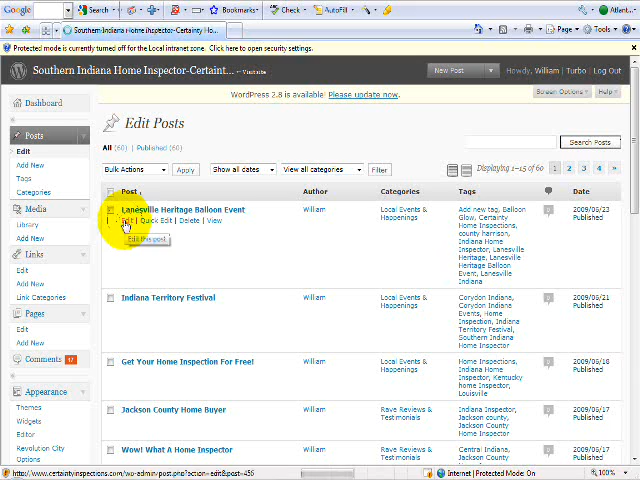 Google
Search
Bookmarks
Check
AutoFill
Atlant
Southern Indiana Home Inspector-Certainty Ho...
Page
Tools
Protected mode is currently turned off for the Local intranet zone. Click here to open security settings.
Southern Indiana Home Inspector-Certaint...
New Post
Howdy, William | Turbo | Log Out
WordPress 2.8 is available! Please update now.
Screen Options
Help
Dashboard
Edit Posts
Posts
Edit
Add New
Tags
Categories
All (60) | Published (60)
Search Posts
Bulk Actions
Apply
Show all dates
View all categories
Filter
Displaying 1–15 of 60
1
2
3
4
»
Post
Author
Categories
Tags
Date
Media
Library
Add New
Lanesville Heritage Balloon Event
Edit | Quick Edit | Delete | View
Edit this post
William
Local Events &
Happenings
Add new tag, Balloon
Glow, Certainty
Home Inspections,
county harrison,
Indiana Home
Inspector, Lanesville
Heritage, Lanesville
Heritage Balloon
Event, Lanesville
Indiana
0
2009/06/23
Published
Links
Edit
Add New
Link Categories
Pages
Edit
Add New
Comments
Indiana Territory Festival
William
Local Events &
Happenings
Corydon Indiana,
Corydon Indiana
Events, Home
Inspection, Indiana
Territory Festival,
Southern Indiana
Home Inspector
0
2009/06/21
Published
Get Your Home Inspection For Free!
William
Local Events &
Happenings
Home Inspections,
Indiana, Kentucky
home inspection,
Louisville
0
2009/06/18
Published
Appearance
Themes
Widgets
Editor
Revolution City
Options
Jackson County Home Buyer
William
Rave Reviews &
Testimonials
Indiana Inspector,
Jackson county,
Jackson County
Home Inspection
0
2009/06/17
Published
Wow! What A Home Inspector
William
Rave Reviews &
Testimonials
Central Indiana,
Jackson County
0
2009/06/17
Published
http://www.certaintyinspections.com/wp-admin/post.php?action=edit&post=456
Internet | Protected Mode: On
100%